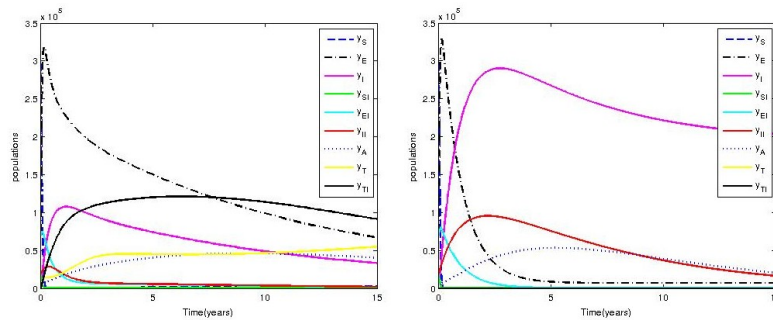 x 10^5
3.5
3
2.5
2
1.5
1
0.5
0
populations
0
5
10
15
Time(years)
y_S
y_E
y_I
y_SI
y_EI
y_II
y_A
y_T
y_TI
x 10^5
3.5
3
2.5
2
1.5
1
0.5
0
populations
0
5
10
15
Time(years)
y_S
y_E
y_I
y_SI
y_EI
y_II
y_A
y_T
y_TI